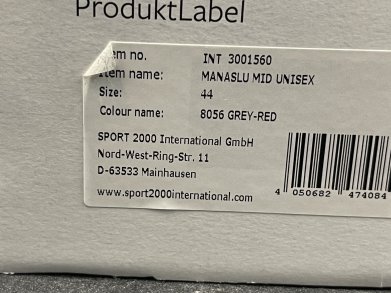 ProduktLabel
em no. INT 3001560
tem name: MANASLU MID UNISEX
Size: 44
Colour name: 8056 GREY-RED
SPORT 2000 International GmbH
Nord-West-Ring-Str. 11
D-63533 Mainhausen
www.sport2000international.com
4 050682 474084